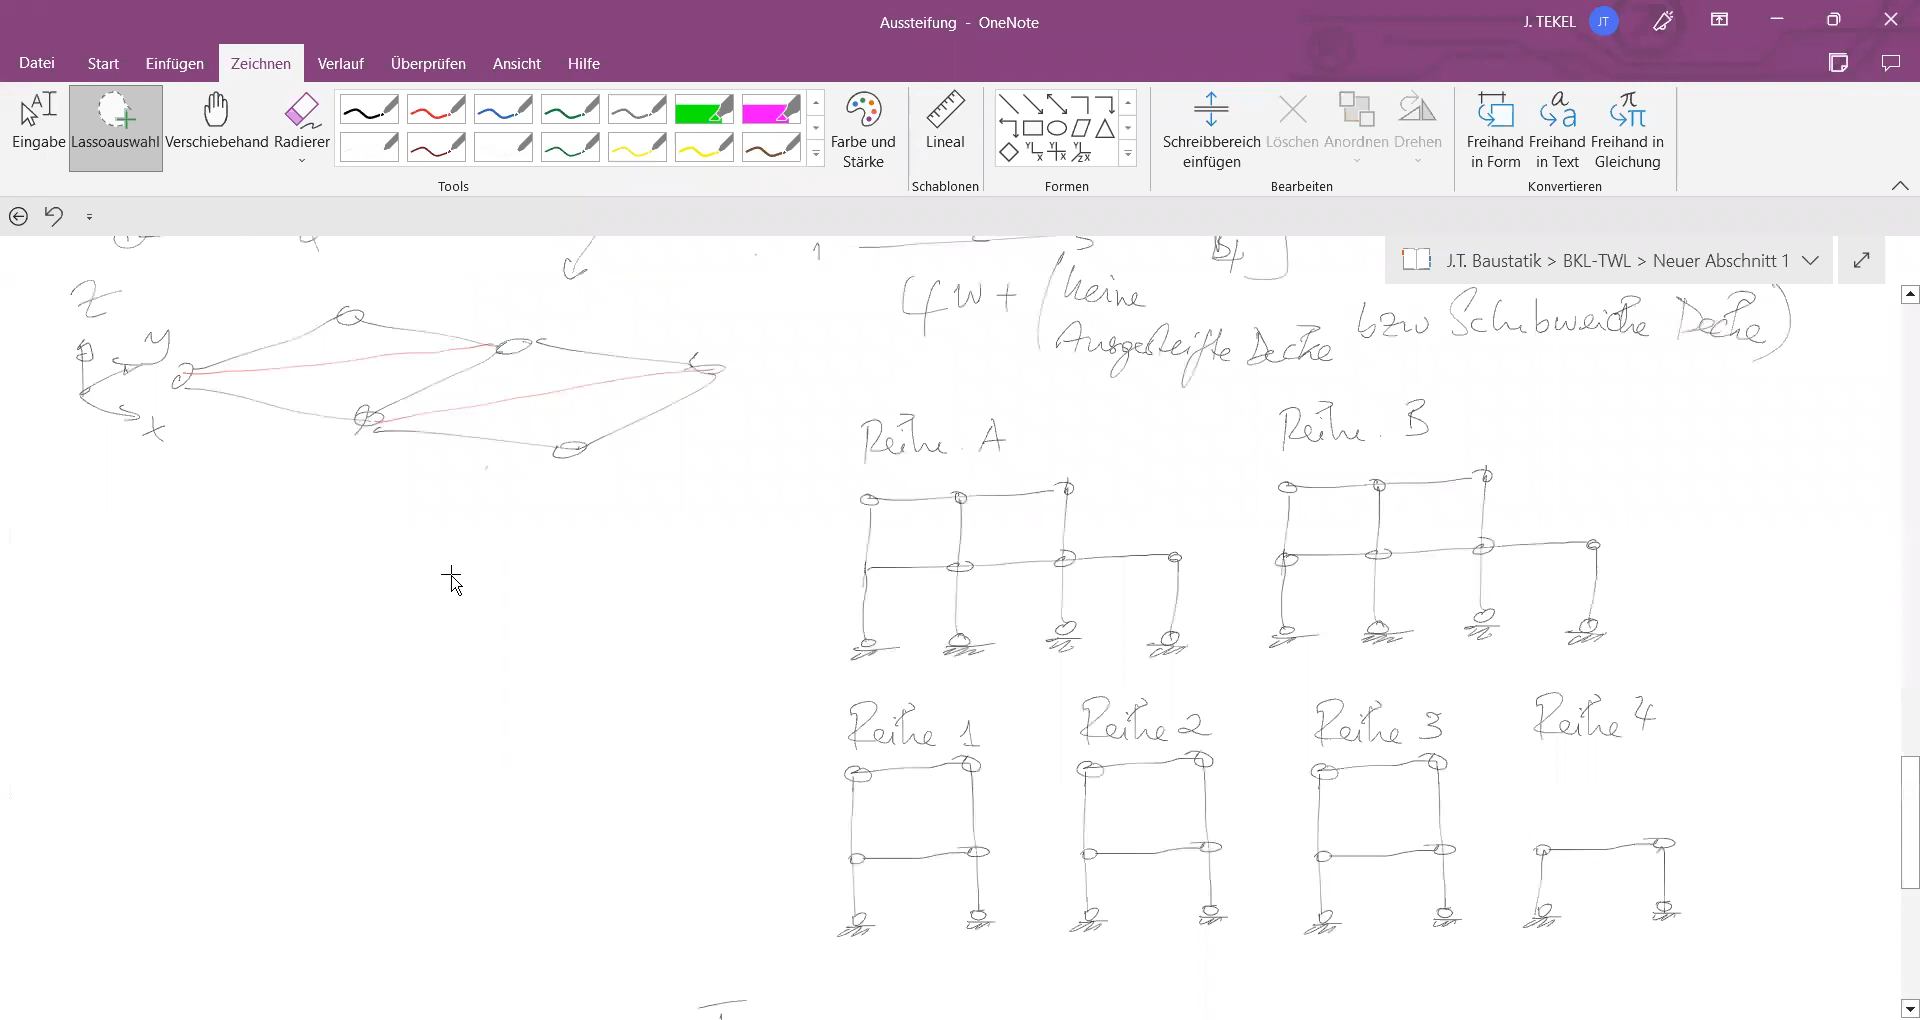 Aussteifung - OneNote
J. TEKEL
JT
Datei
Start
Einfügen
Zeichnen
Verlauf
Überprüfen
Ansicht
Hilfe
Eingabe
Lassoauswahl
Verschiebehand
Radierer
Farbe und Stärke
Lineal
Schreibbereich einfügen
Löschen
Anordnen
Drehen
Freihand in Form
Freihand in Text
Freihand in Gleichung
Tools
Schablonen
Formen
Bearbeiten
Konvertieren
J.T. Baustatik > BKL-TWL > Neuer Abschnitt 1
z
y
x
4 W + (keine
Ausgesteifte Decke bzw Schubweiche Decke)
Reihe A
Reihe B
Reihe 1
Reihe 2
Reihe 3
Reihe 4